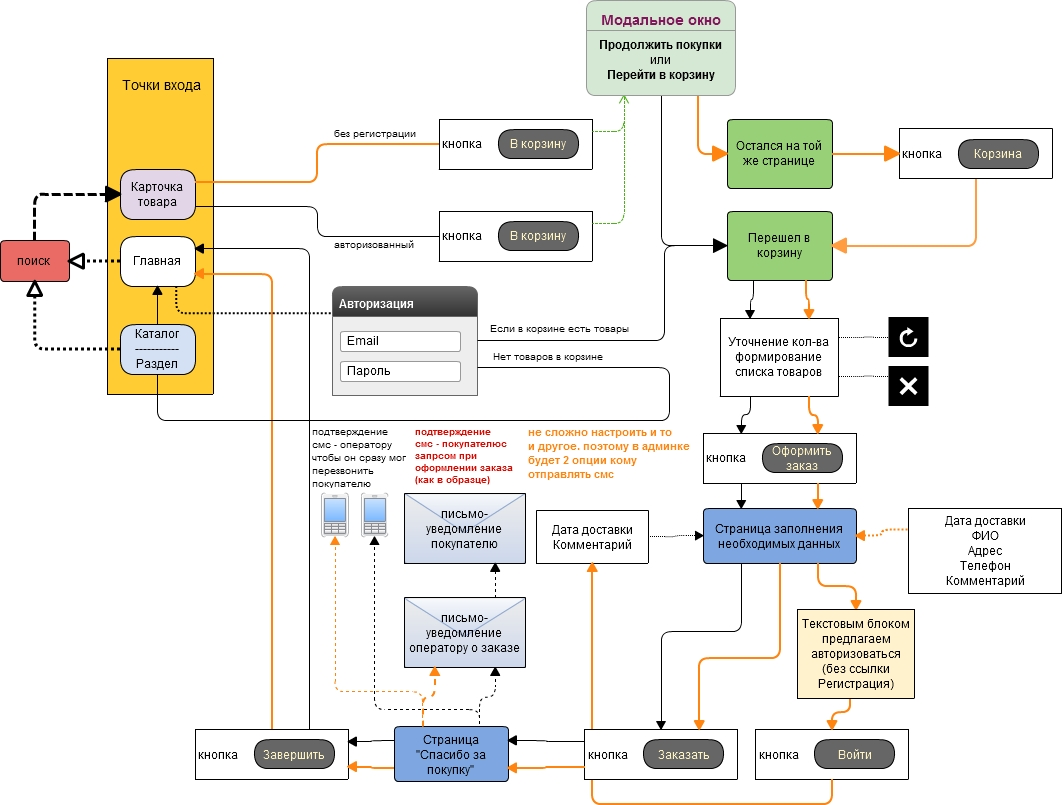 Модальное окно
Продолжить покупки
или
Перейти в корзину
Точки входа
без регистрации
кнопка
В корзину
Остался на той
же странице
кнопка
Корзина
Карточка
товара
авторизованный
кнопка
В корзину
Перешел в
корзину
поиск
Главная
Авторизация
Email
Пароль
Если в корзине есть товары
Нет товаров в корзине
Каталог
-----------
Раздел
Уточнение кол-ва
формирование
списка товаров
подтверждение
смс - оператору
чтобы он сразу мог
перезвонить
покупателю
подтверждение
смс - покупателюс
запрсом при
оформлении заказа
(как в образце)
не сложно настроить и то
и другое. поэтому в админке
будет 2 опции кому
отправлять смс
кнопка
Оформить
заказ
письмо-
уведомление
покупателю
Дата доставки
Комментарий
Страница заполнения
необходимых данных
Дата доставки
ФИО
Адрес
Телефон
Комментарий
письмо-
уведомление
оператору о заказе
Текстовым блоком
предлагаем
авторизоваться
(без ссылки
Регистрация)
кнопка
Завершить
Страница
"Спасибо за
покупку"
кнопка
Заказать
кнопка
Войти